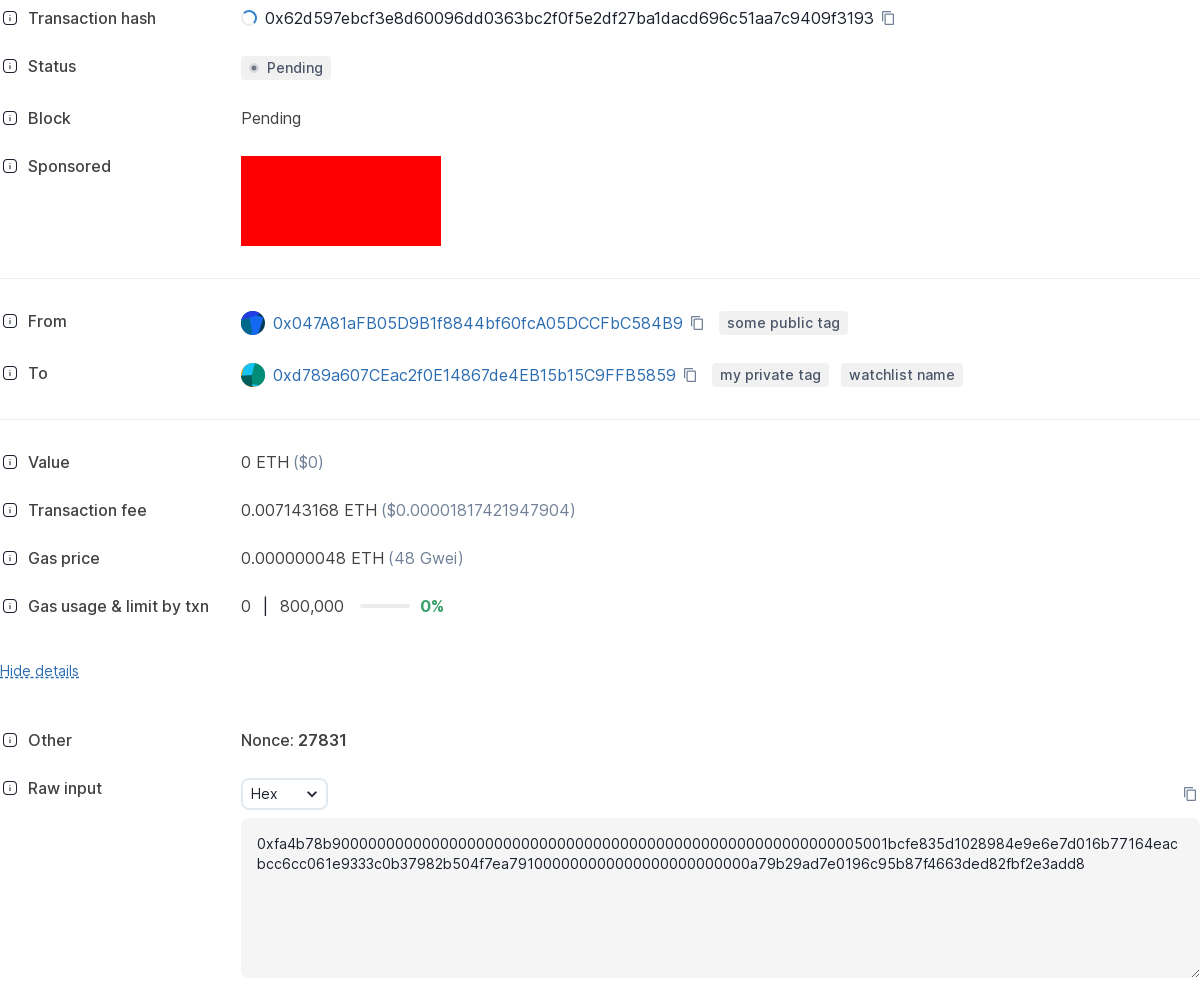 Transaction hash 0x62d597ebcf3e8d60096dd0363bc2f0f5e2df27ba1dacd696c51aa7c9409f3193
Status Pending
Block Pending
Sponsored
From 0x047A81aFB05D9B1f8844bf60fcA05DCCFbC584B9 some public tag
To 0xd789a607CEac2f0E14867de4EB15b15C9FFB5859 my private tag watchlist name
Value 0 ETH ($0)
Transaction fee 0.007143168 ETH ($0.00001817421947904)
Gas price 0.000000048 ETH (48 Gwei)
Gas usage & limit by txn 0 | 800,000 0%
Hide details
Other Nonce: 27831
Raw input Hex
0xfa4b78b90000000000000000000000000000000000000000000000000000000005001bcfe835d1028984e9e6e7d016b77164eac
bcc6cc061e9333c0b37982b504f7ea791000000000000000000000000a79b29ad7e0196c95b87f4663ded82fbf2e3add8